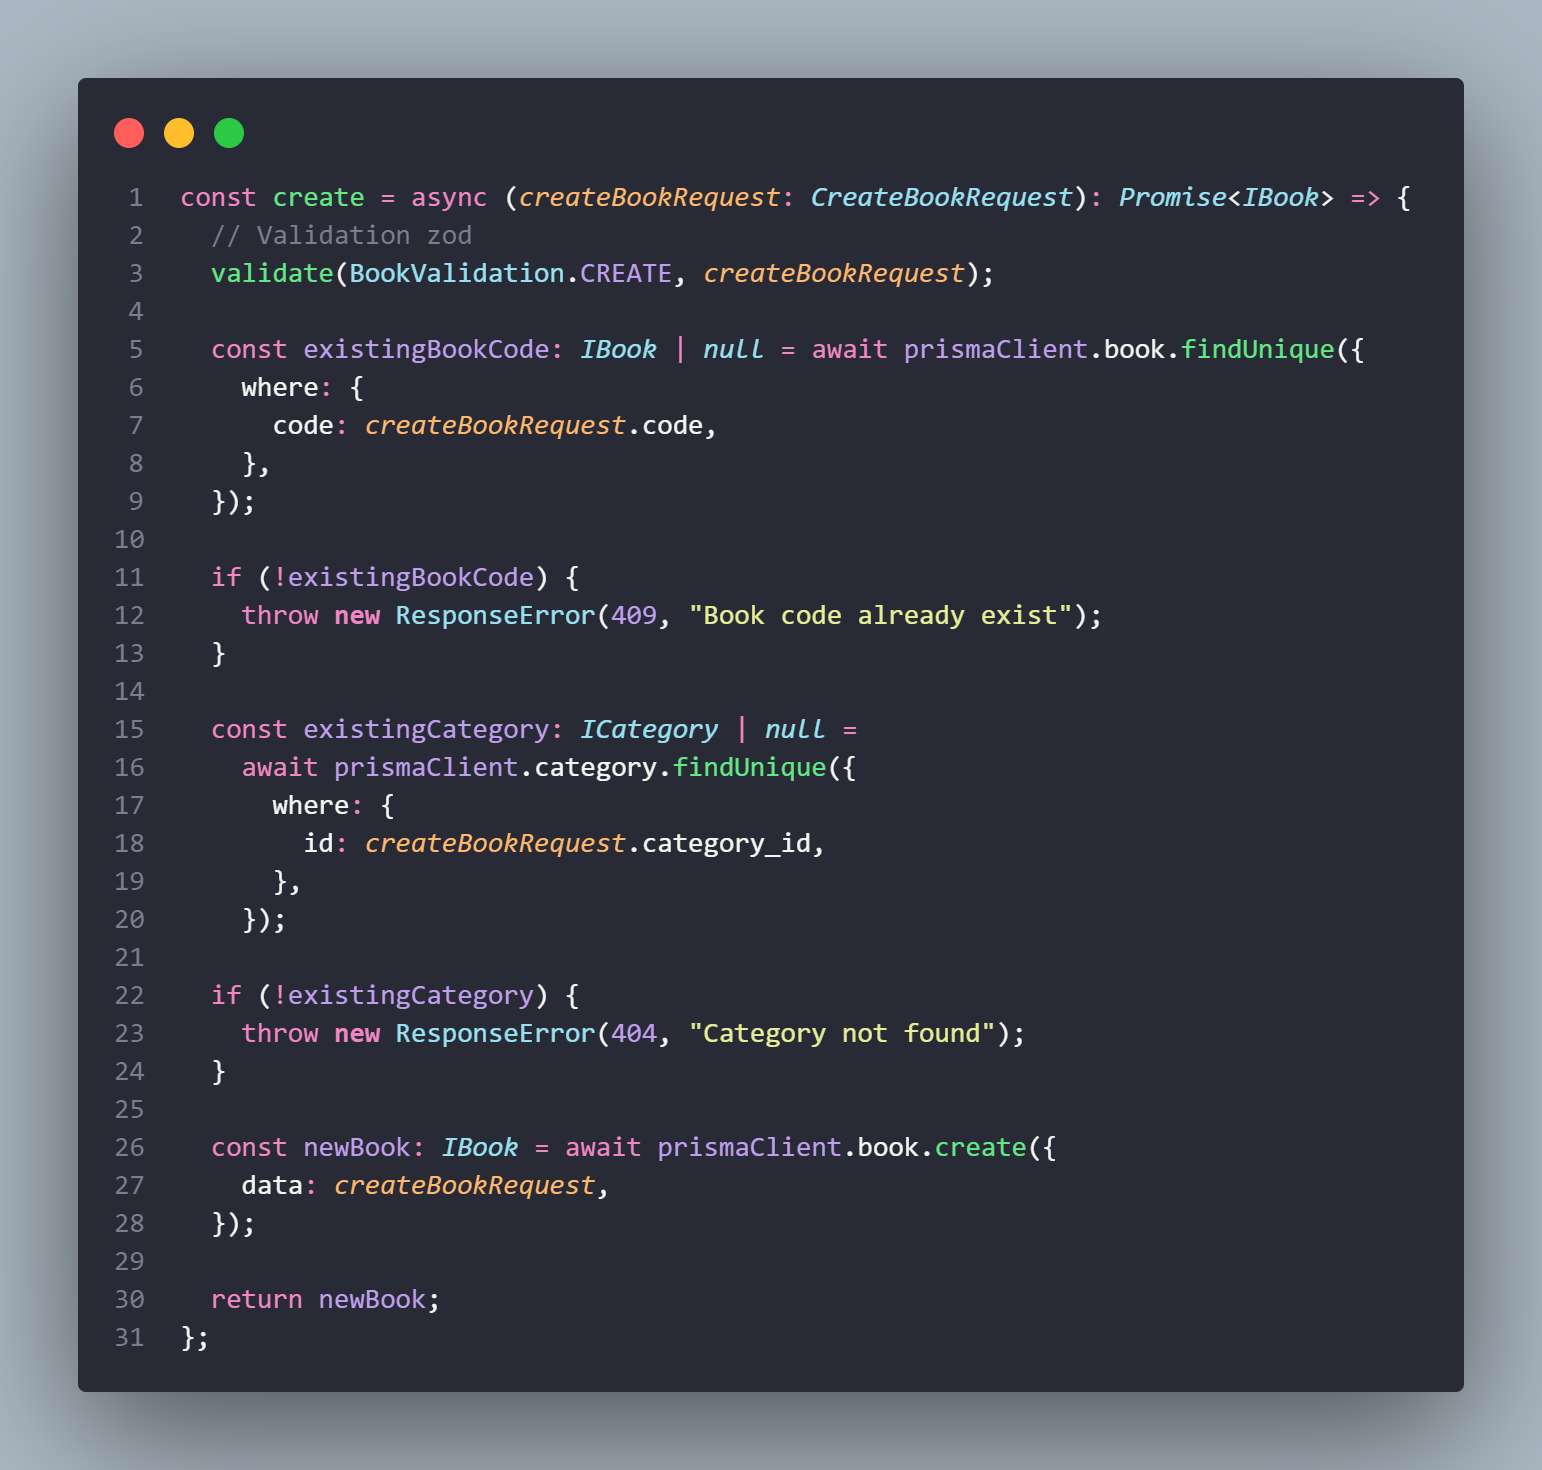 1 const create = async (createBookRequest: CreateBookRequest): Promise<IBook> => {
2   // Validation zod
3   validate(BookValidation.CREATE, createBookRequest);
4
5   const existingBookCode: IBook | null = await prismaClient.book.findUnique({
6     where: {
7       code: createBookRequest.code,
8     },
9   });
10
11   if (!existingBookCode) {
12     throw new ResponseError(409, "Book code already exist");
13   }
14
15   const existingCategory: ICategory | null =
16     await prismaClient.category.findUnique({
17       where: {
18         id: createBookRequest.category_id,
19       },
20     });
21
22   if (!existingCategory) {
23     throw new ResponseError(404, "Category not found");
24   }
25
26   const newBook: IBook = await prismaClient.book.create({
27     data: createBookRequest,
28   });
29
30   return newBook;
31 };